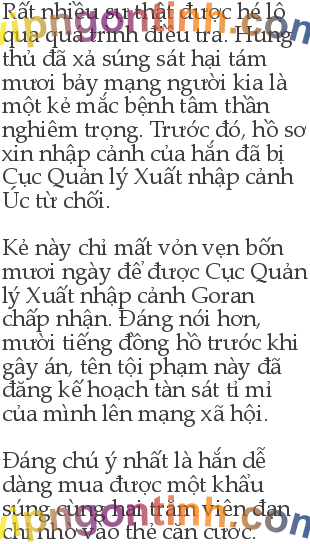 Rất nhiều sự thật được hé lộ
qua quá trình điều tra. Hung
thủ đã xả súng sát hại tám
mươi bảy mạng người kia là
một kẻ mắc bệnh tâm thần
nghiêm trọng. Trước đó, hồ sơ
xin nhập cảnh của hắn đã bị
Cục Quản lý Xuất nhập cảnh
Úc từ chối.
Kẻ này chỉ mất vỏn vẹn bốn
mươi ngày để được Cục Quản
lý Xuất nhập cảnh Goran
chấp nhận. Đáng nói hơn,
mười tiếng đồng hồ trước khi
gây án, tên tội phạm này đã
đăng kế hoạch tàn sát tỉ mỉ
của mình lên mạng xã hội.
Đáng chú ý nhất là hắn dễ
dàng mua được một khẩu
súng cùng hai trăm viên đạn
chỉ nhờ vào thẻ căn cước.
vipngontinh.com
vipngontinh.com